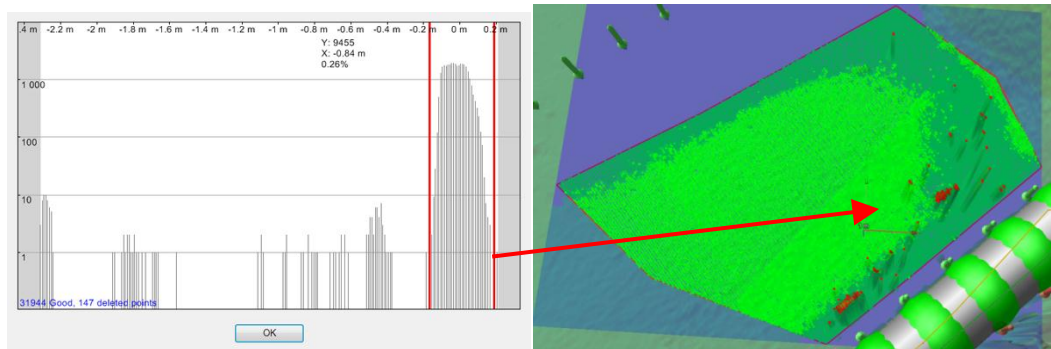 .4 m -2.2 m -2 m -1.8 m -1.6 m -1.4 m -1.2 m -1 m -0.8 m -0.6 m -0.4 m -0.2 m 0 m 0.2 m
Y: 9455
X: -0.84 m
0.26%
1 000
100
10
1
31944 Good, 147 deleted points
OK